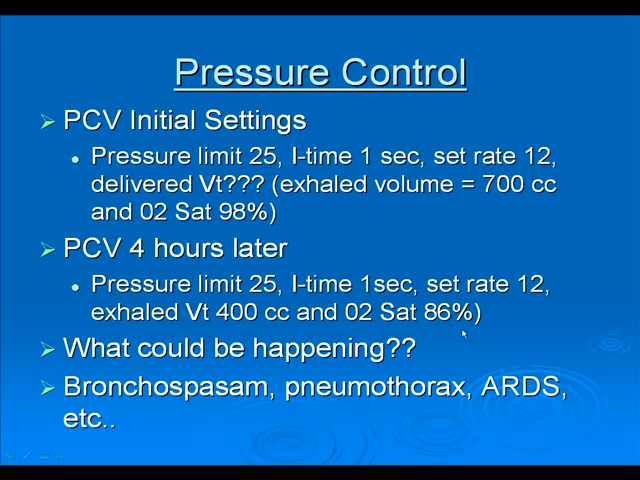 Pressure Control
PCV Initial Settings
Pressure limit 25, I-time 1 sec, set rate 12,
delivered Vt??? (exhaled volume = 700 cc
and 02 Sat 98%)
PCV 4 hours later
Pressure limit 25, I-time 1sec, set rate 12,
exhaled Vt 400 cc and 02 Sat 86%)
What could be happening??
Bronchospasam, pneumothorax, ARDS,
etc..